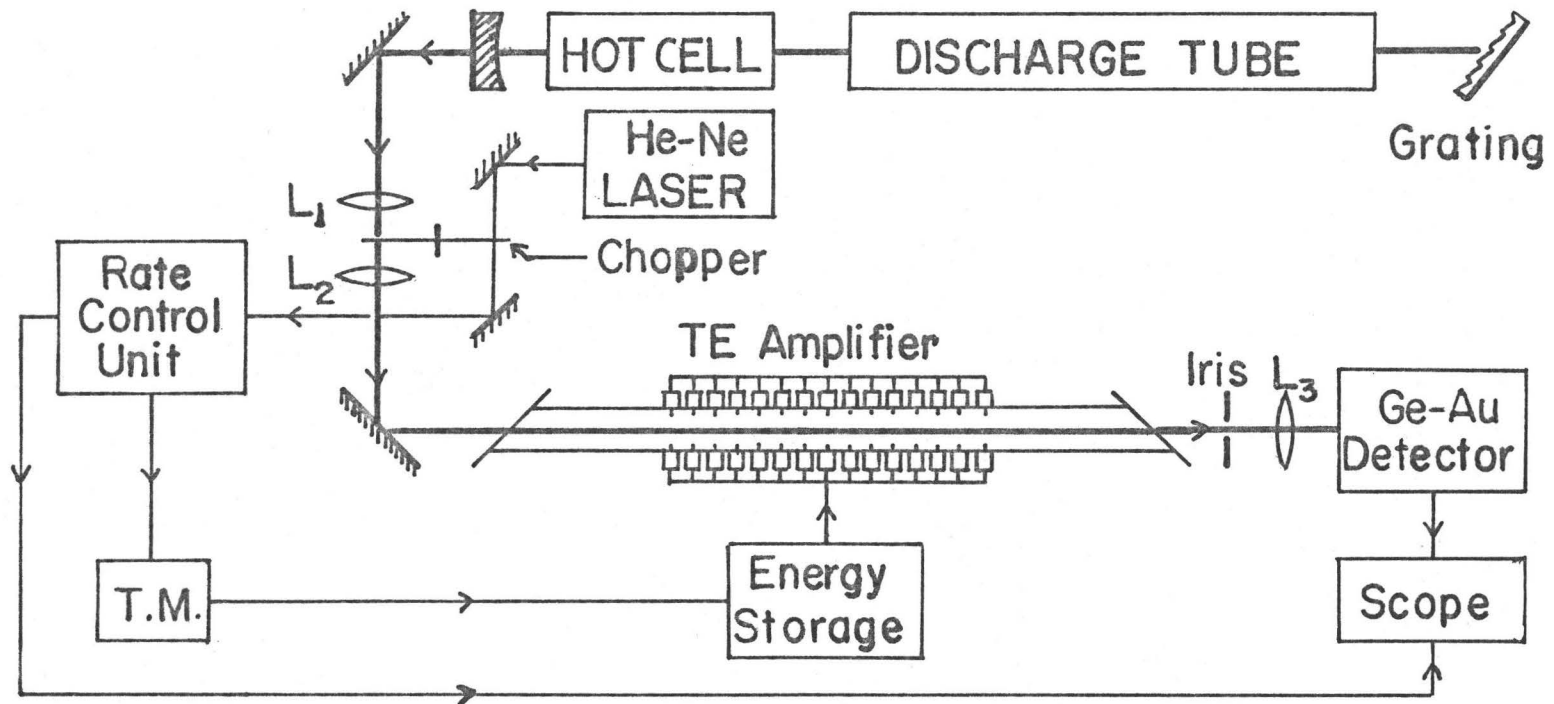 HOT CELL
DISCHARGE TUBE
Grating
He-Ne
LASER
L1
Chopper
L2
Rate
Control
Unit
TE Amplifier
Iris
L3
Ge-Au
Detector
T.M.
Energy
Storage
Scope